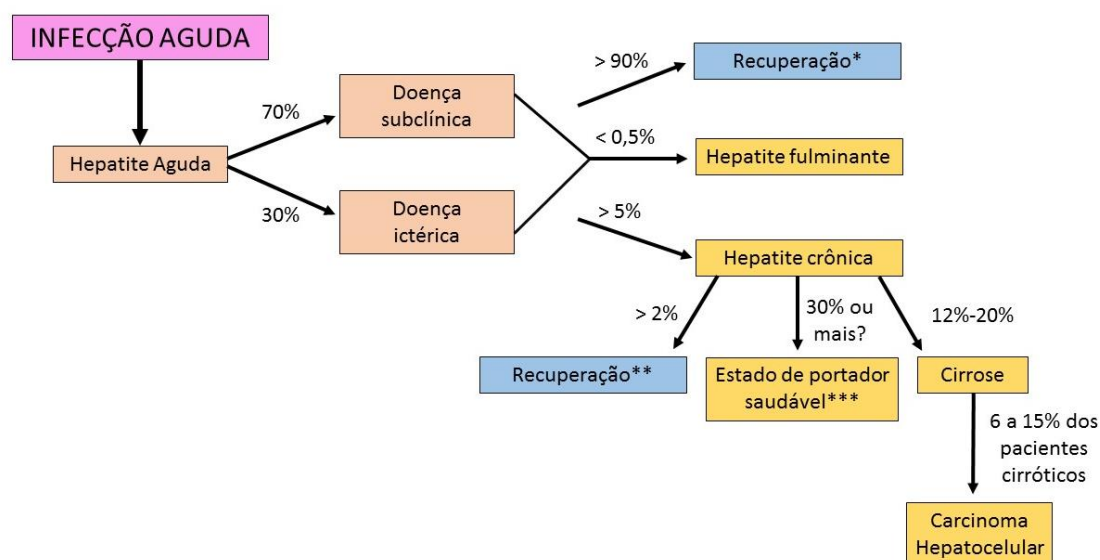 INFECÇÃO AGUDA
Hepatite Aguda
70%
30%
Doença
subclínica
Doença
ictérica
> 90%
Recuperação*
< 0,5%
Hepatite fulminante
> 5%
Hepatite crônica
> 2%
30% ou
mais?
12%-20%
Recuperação**
Estado de portador
saudável***
Cirrose
6 a 15% dos
pacientes
cirróticos
Carcinoma
Hepatocelular